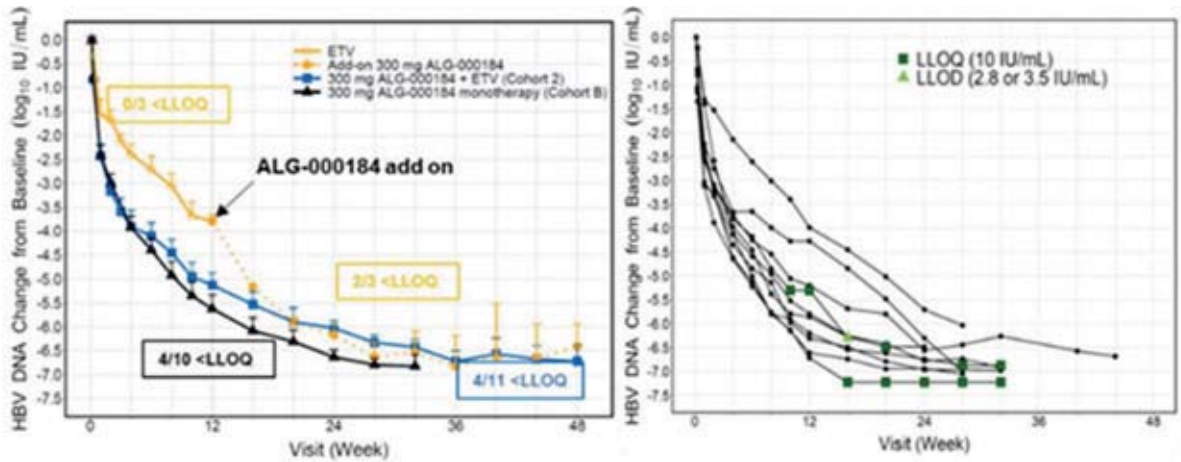 HBV DNA Change from Baseline (log10 IU/mL)
0.0
-0.5
-1.0
-1.5
-2.0
-2.5
-3.0
-3.5
-4.0
-4.5
-5.0
-5.5
-6.0
-6.5
-7.0
-7.5
ETV
Add-on 300 mg ALG-000184
300 mg ALG-000184 + ETV (Cohort 2)
300 mg ALG-000184 monotherapy (Cohort B)
0/3 <LLOQ
ALG-000184 add on
2/3 <LLOQ
4/10 <LLOQ
4/11 <LLOQ
0 12 24 36 48
Visit (Week)
HBV DNA Change from Baseline (log10 IU/mL)
0.0
-0.5
-1.0
-1.5
-2.0
-2.5
-3.0
-3.5
-4.0
-4.5
-5.0
-5.5
-6.0
-6.5
-7.0
-7.5
LLOQ (10 IU/mL)
LLOD (2.8 or 3.5 IU/mL)
0 12 24 36 48
Visit (Week)